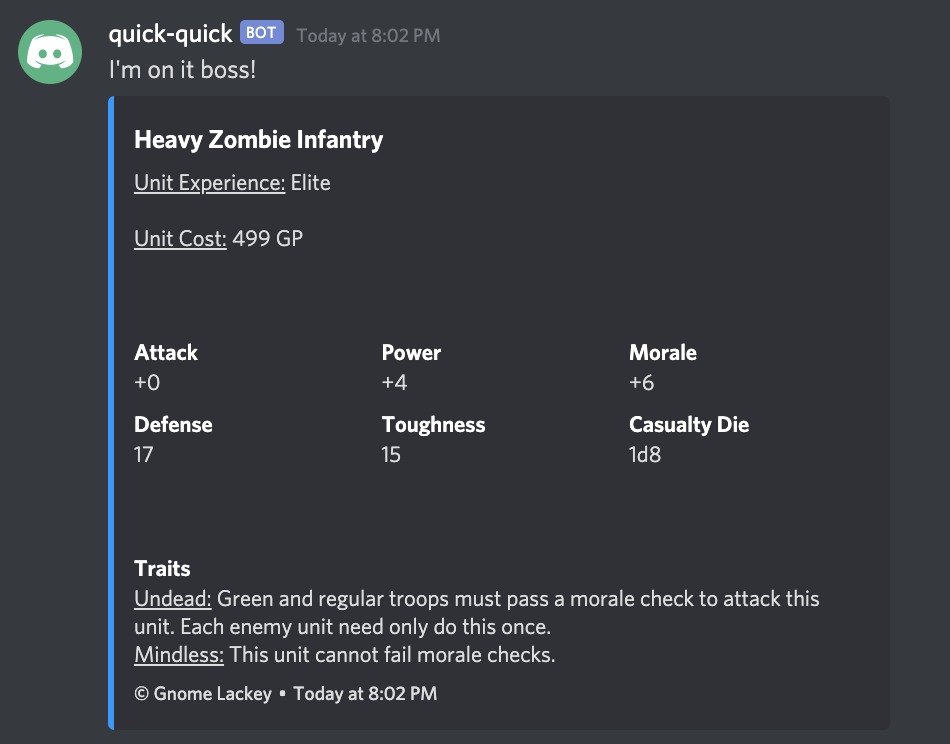 quick-quick BOT Today at 8:02 PM
I'm on it boss!
Heavy Zombie Infantry
Unit Experience: Elite
Unit Cost: 499 GP
Attack Power Morale
+0 +4 +6
Defense Toughness Casualty Die
17 15 1d8
Traits
Undead: Green and regular troops must pass a morale check to attack this
unit. Each enemy unit need only do this once.
Mindless: This unit cannot fail morale checks.
© Gnome Lackey • Today at 8:02 PM